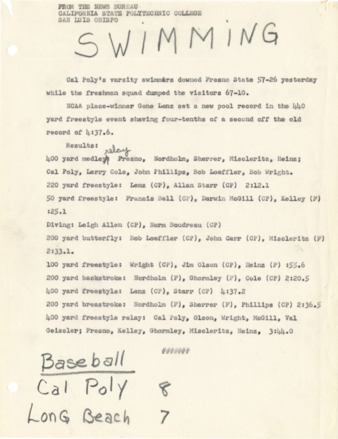 FROM THE NEWS BUREAU
CALIFORNIA STATE POLYTECHNIC COLLEGE
SAN LUIS OBISPO
SWIMMING
Cal Poly's varsity swimmers downed Fresno State 57-26 yesterday
while the freshman squad dumped the visitors 67-10.
NCAA place-winner Gene Lenz set a new pool record in the 440
yard freestyle event shaving four-tenths of a second off the old
record of 4:37.6.
Results:
relay
400 yard medley Fresno, Nordholm, Sherrer, Miscleritz, Heinz;
Cal Poly, Larry Cole, John Phillips, Bob Loeffler, Bob Wright.
220 yard freestyle: Lenz (CP), Allan Starr (CP) 2:12.1
50 yard freestyle: Francis Bell (CP), Darwin McGill (CP), Kelley (F)
:25.1
Diving: Leigh Allen (CP), Norm Boudreau (CP)
200 yard butterfly: Bob Loeffler (CP), John Carr (CP), Miscleritz (F)
2:33.1.
100 yard freestyle: Wright (CP), Jim Olson (CP), Heinz (F) :55.6
200 yard backstroke: Nordholm (F), Ghormley (F), Cole (CP) 2:20.5
400 yard freestyle: Lenz (CP), Starr (CP) 4:37.2
200 yard breastroke: Nordholm (F), Sherrer (F), Phillips (CP) 2:36.5
400 yard freestyle relay: Cal Poly, Olson, Wright, McGill, Val
Geissler; Fresno, Kelley, Ghormley, Miscleritz, Heinz, 3:44.0
#######
Baseball
Cal Poly 8
Long Beach 7